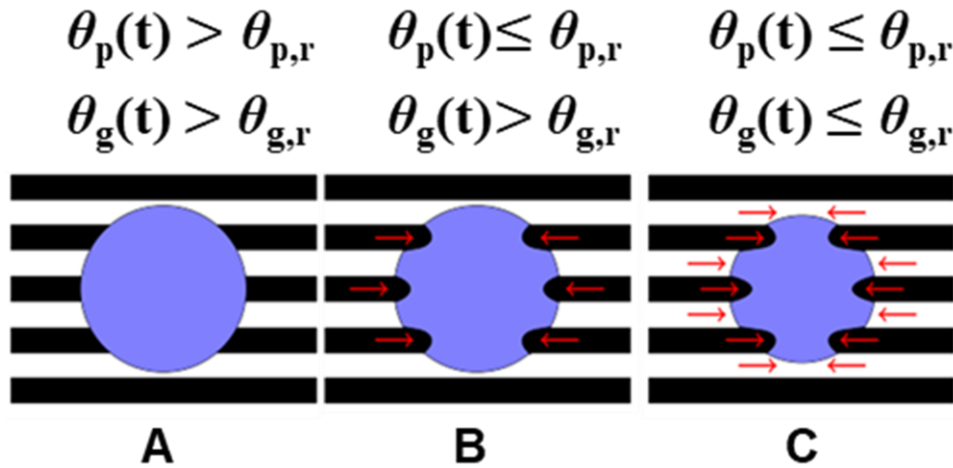 θp(t) > θp,r θp(t)≤ θp,r θp(t) ≤ θp,r
θg(t) > θg,r θg(t)> θg,r θg(t) ≤ θg,r
A B C